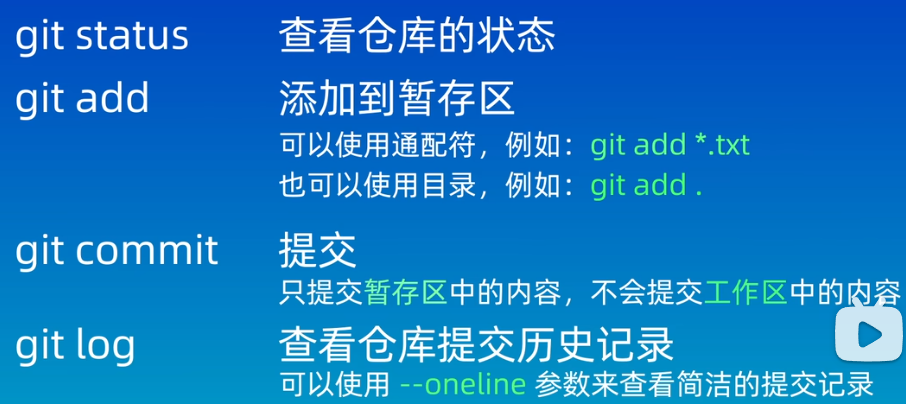 git status 查看仓库的状态
git add 添加到暂存区
可以使用通配符，例如：git add *.txt
也可以使用目录，例如：git add .
git commit 提交
只提交暂存区中的内容，不会提交工作区中的内容
git log 查看仓库提交历史记录
可以使用 --oneline 参数来查看简洁的提交记录